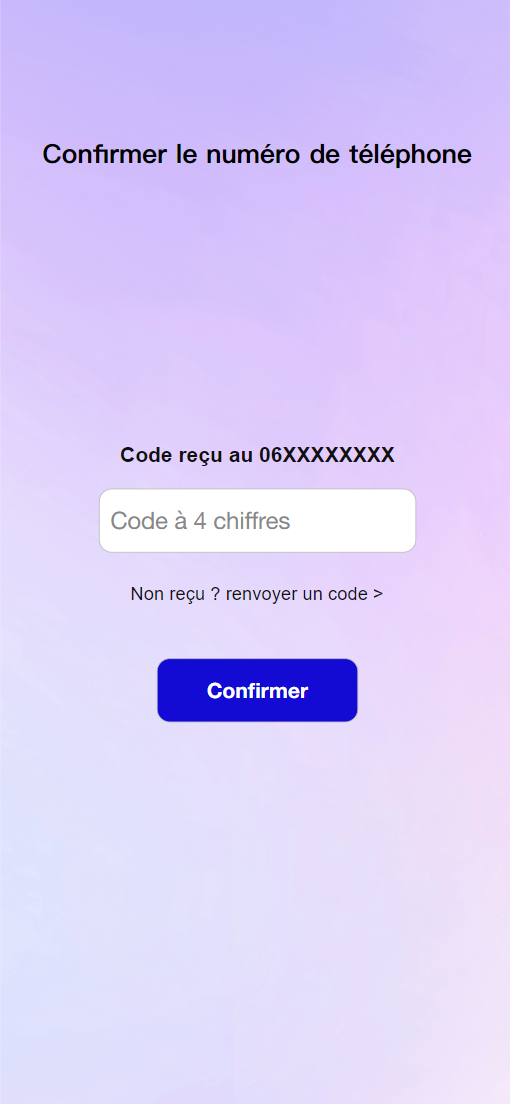 Confirmer le numéro de téléphone
Code reçu au 06XXXXXXXX
Code à 4 chiffres
Non reçu ? renvoyer un code >
Confirmer